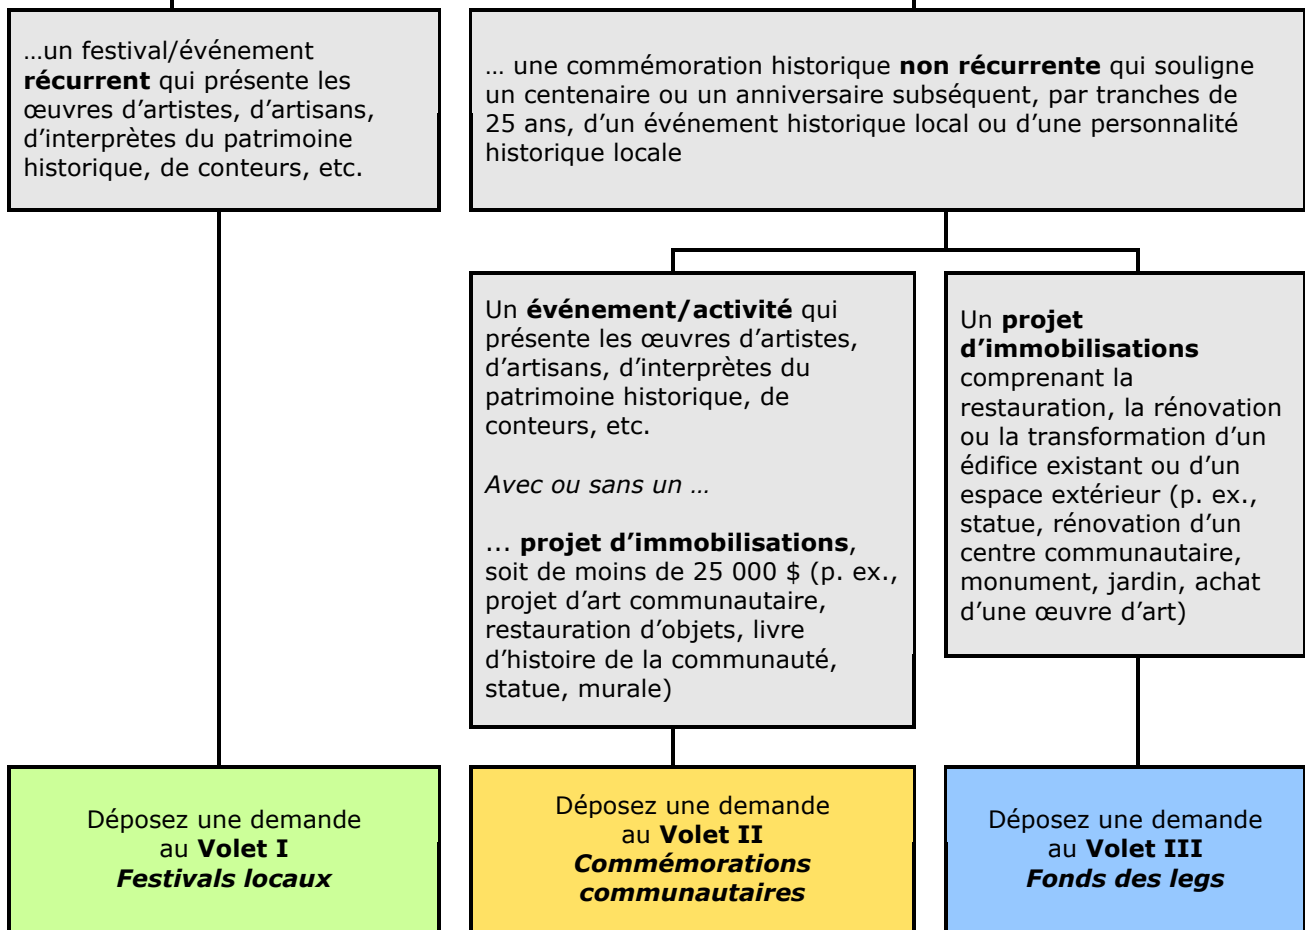 …un festival/événement
récurrent qui présente les
œuvres d’artistes, d’artisans,
d’interprètes du patrimoine
historique, de conteurs, etc.
… une commémoration historique non récurrente qui souligne
un centenaire ou un anniversaire subséquent, par tranches de
25 ans, d’un événement historique local ou d’une personnalité
historique locale
Un événement/activité qui
présente les œuvres d’artistes,
d’artisans, d’interprètes du
patrimoine historique, de
conteurs, etc.
Avec ou sans un …
… projet d’immobilisations,
soit de moins de 25 000 $ (p. ex.,
projet d’art communautaire,
restauration d’objets, livre
d’histoire de la communauté,
statue, murale)
Un projet
d’immobilisations
comprenant la
restauration, la rénovation
ou la transformation d’un
édifice existant ou d’un
espace extérieur (p. ex.,
statue, rénovation d’un
centre communautaire,
monument, jardin, achat
d’une œuvre d’art)
Déposez une demande
au Volet I
Festivals locaux
Déposez une demande
au Volet II
Commémorations
communautaires
Déposez une demande
au Volet III
Fonds des legs